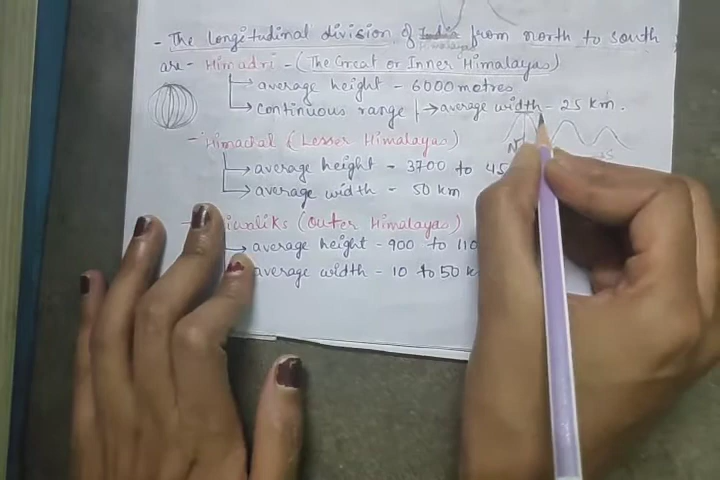 - The longitudinal division of India from north to south
Himalayas
are - Himadri - (The Great or Inner Himalayas)
average height - 6000 metres
continuous range → average width - 25 km.
- Himachal (Lesser Himalayas)
N
S
average height - 3700 to 45
average width - 50 km
iwaliks (Outer Himalayas)
average height - 900 to 110
average width - 10 to 50 k